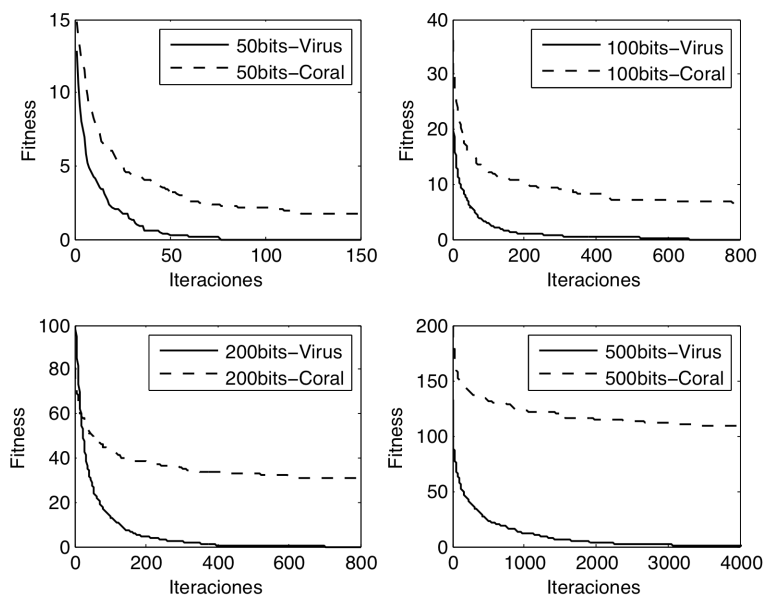 50bits−Virus
50bits−Coral
15
10
5
0
Fitness
0 50 100 150
Iteraciones
100bits−Virus
100bits−Coral
40
30
20
10
0
Fitness
0 200 400 600 800
Iteraciones
200bits−Virus
200bits−Coral
100
80
60
40
20
0
Fitness
0 200 400 600 800
Iteraciones
500bits−Virus
500bits−Coral
200
150
100
50
0
Fitness
0 1000 2000 3000 4000
Iteraciones